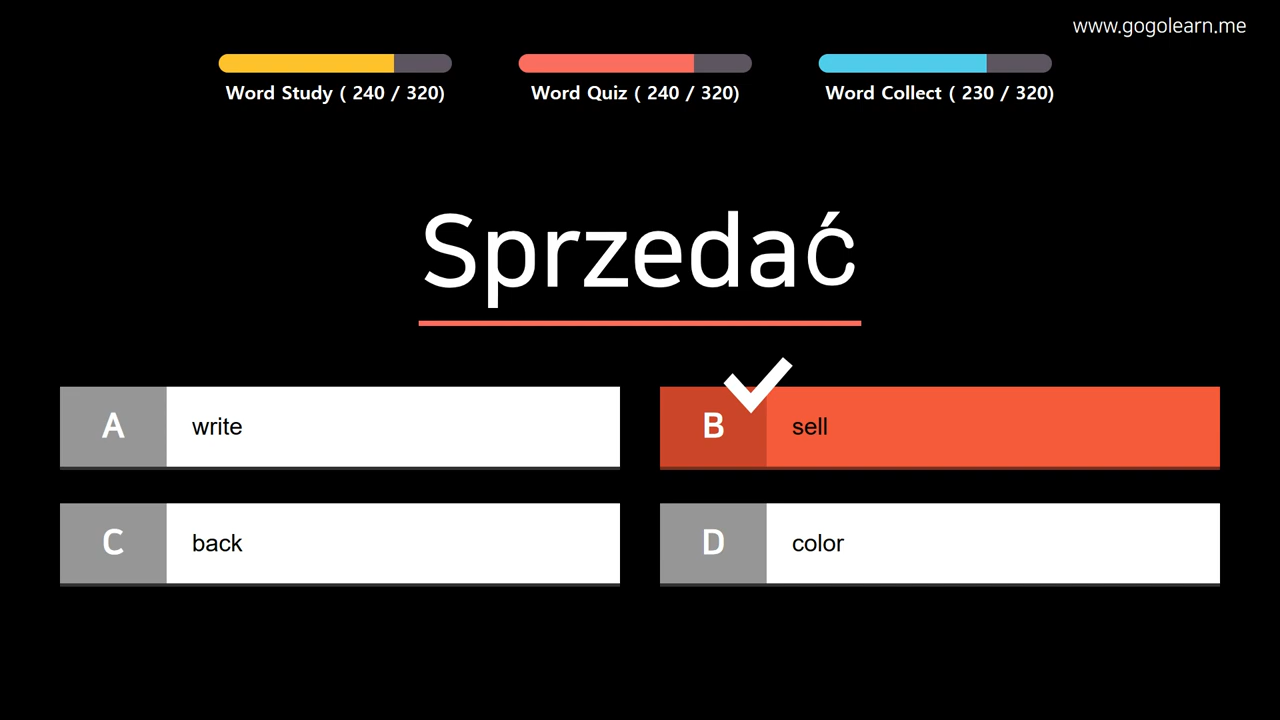 www.gogolearn.me
Word Study ( 240 / 320)
Word Quiz ( 240 / 320)
Word Collect ( 230 / 320)
Sprzedać
A write
B sell
C back
D color